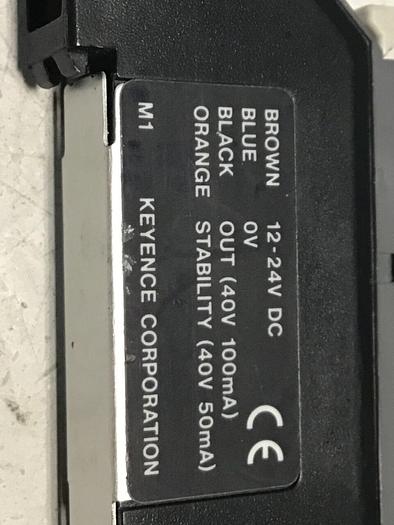 BROWN 12-24V DC
BLUE 0V
BLACK OUT (40V 100mA)
ORANGE STABILITY (40V 50mA)
CE
M1 KEYENCE CORPORATION